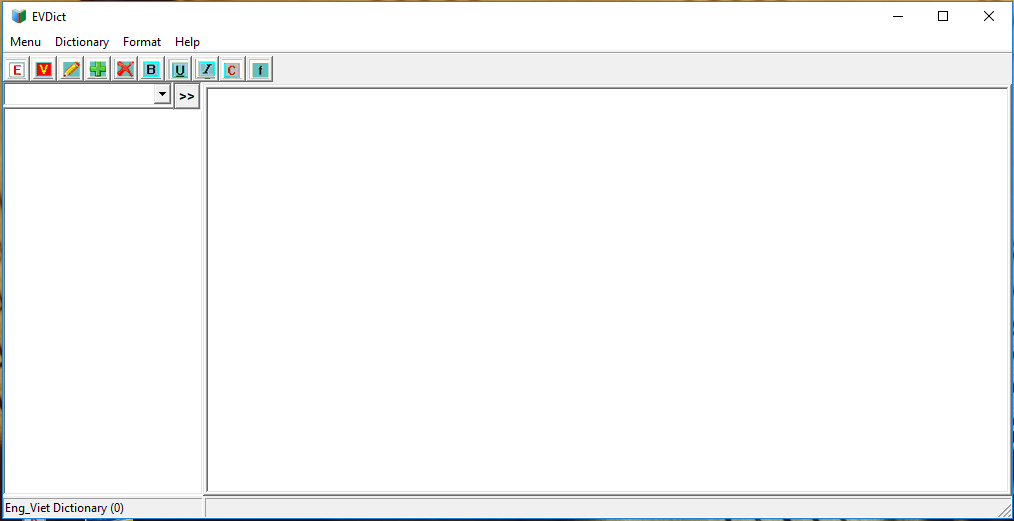 EVDict
Menu Dictionary Format Help
E V B U I C f
>>
Eng_Viet Dictionary (0)